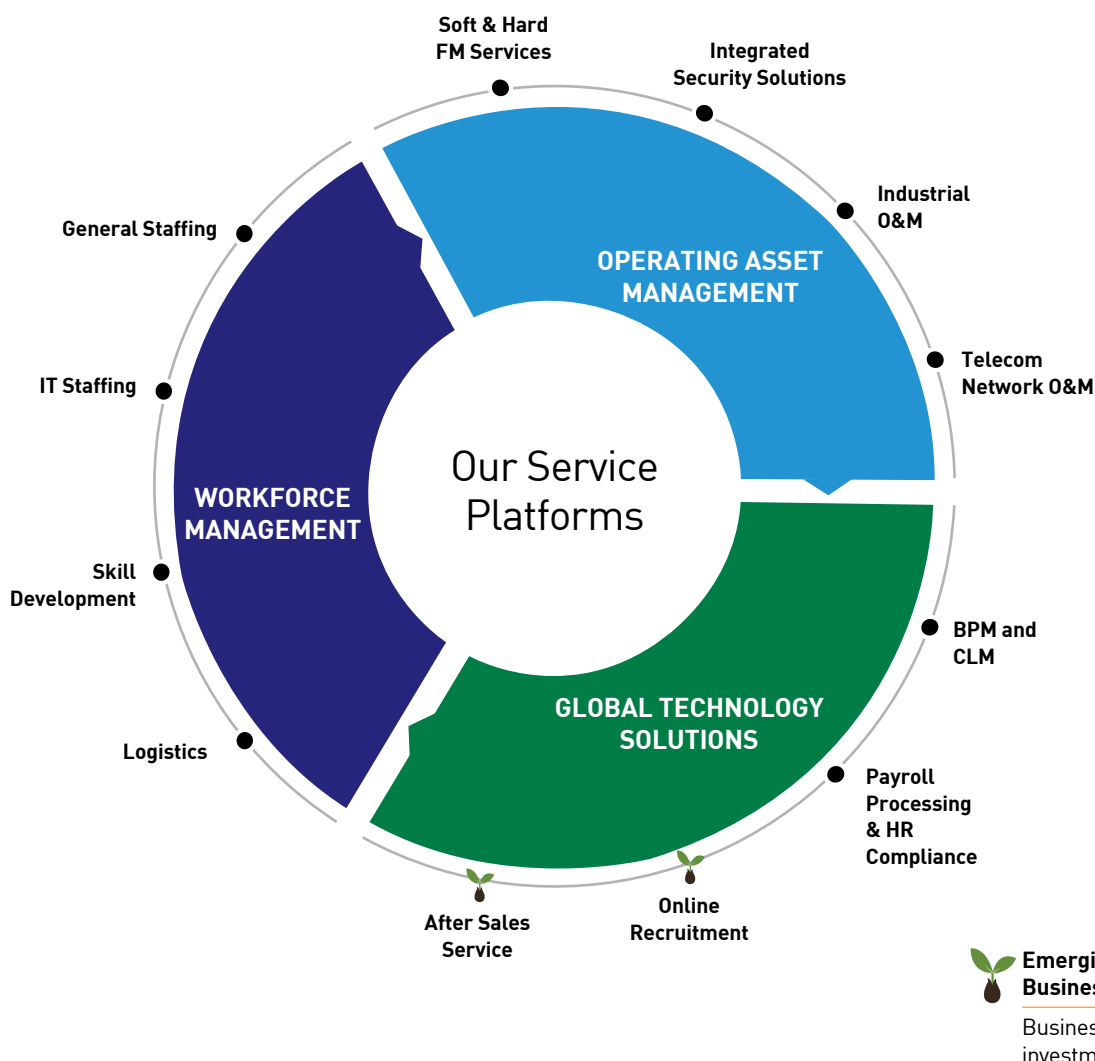 Soft & Hard
FM Services
Integrated
Security Solutions
Industrial
O&M
Telecom
Network O&M
OPERATING ASSET
MANAGEMENT
General Staffing
IT Staffing
WORKFORCE
MANAGEMENT
Skill
Development
Logistics
Our Service
Platforms
GLOBAL TECHNOLOGY
SOLUTIONS
BPM and
CLM
Payroll
Processing
& HR
Compliance
Online
Recruitment
After Sales
Service